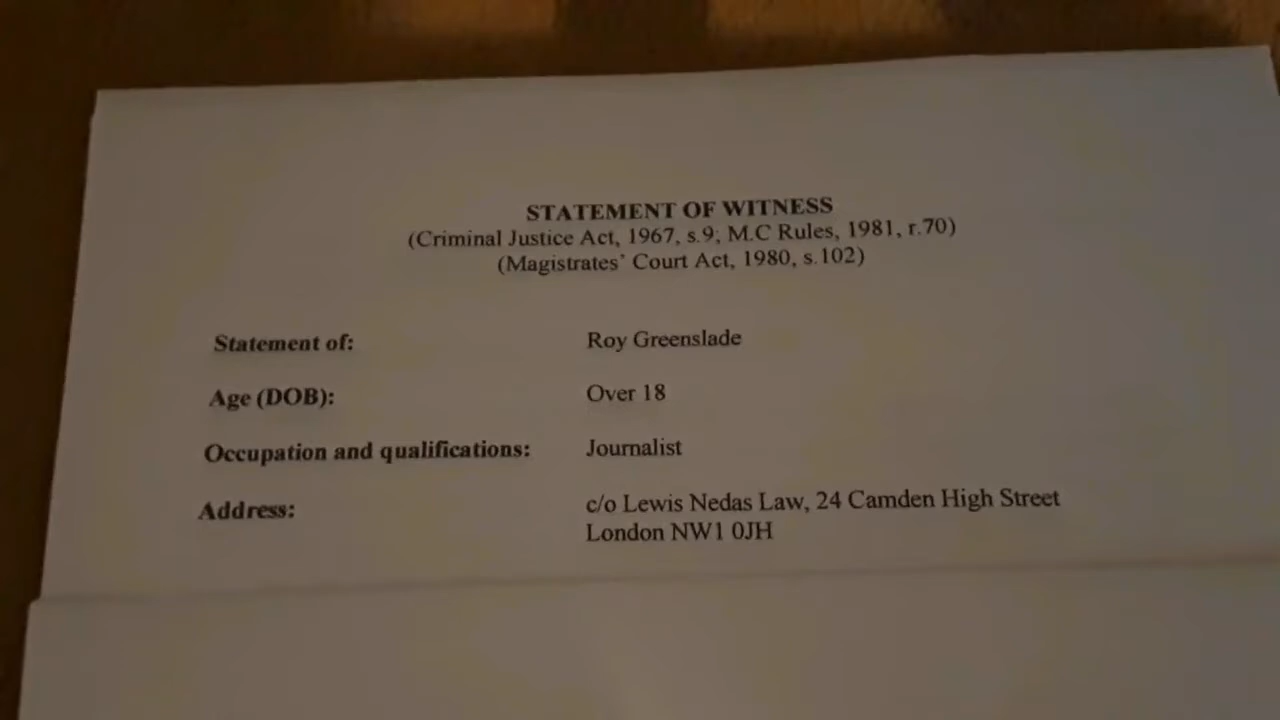 STATEMENT OF WITNESS
(Criminal Justice Act, 1967, s.9; M.C Rules, 1981, r.70)
(Magistrates' Court Act, 1980, s.102)
Statement of: Roy Greenslade
Age (DOB): Over 18
Occupation and qualifications: Journalist
Address: c/o Lewis Nedas Law, 24 Camden High Street
London NW1 0JH